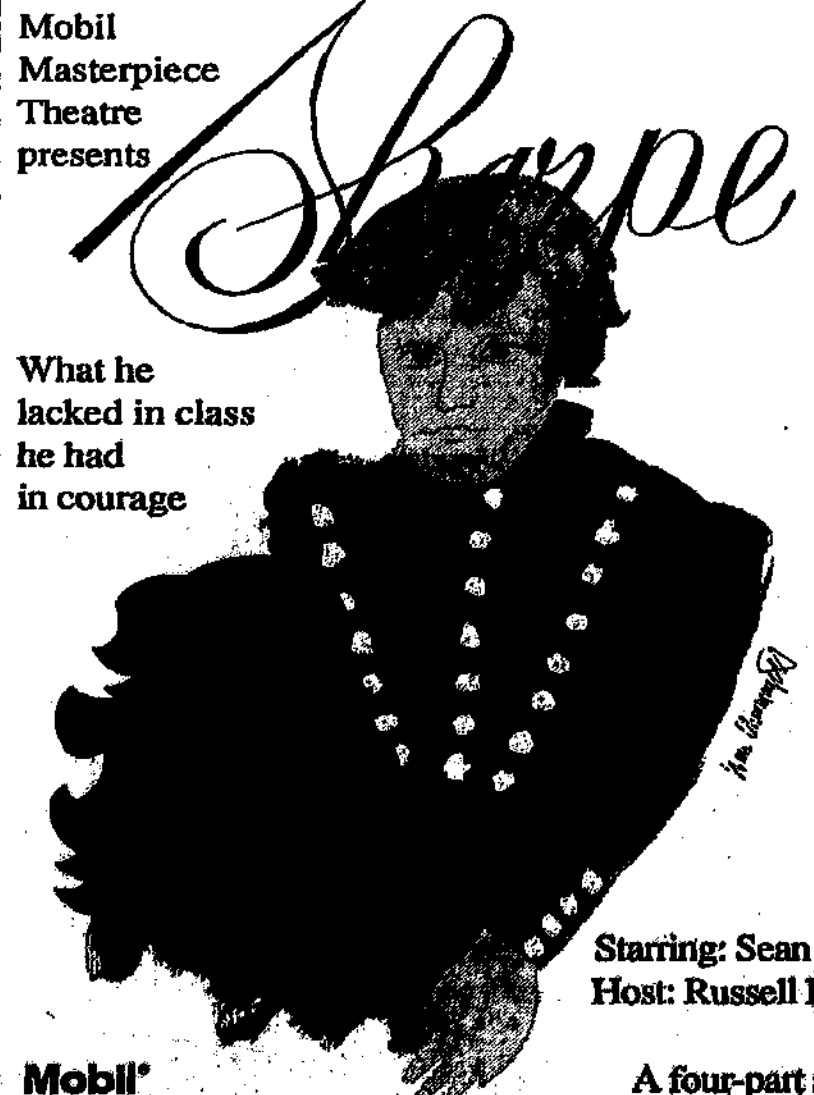 Mobil
Masterpiece
Theatre
presents
Sharpe
What he
lacked in class
he had
in courage
Starring: Sean
Host: Russell
Mobil®
A four-part